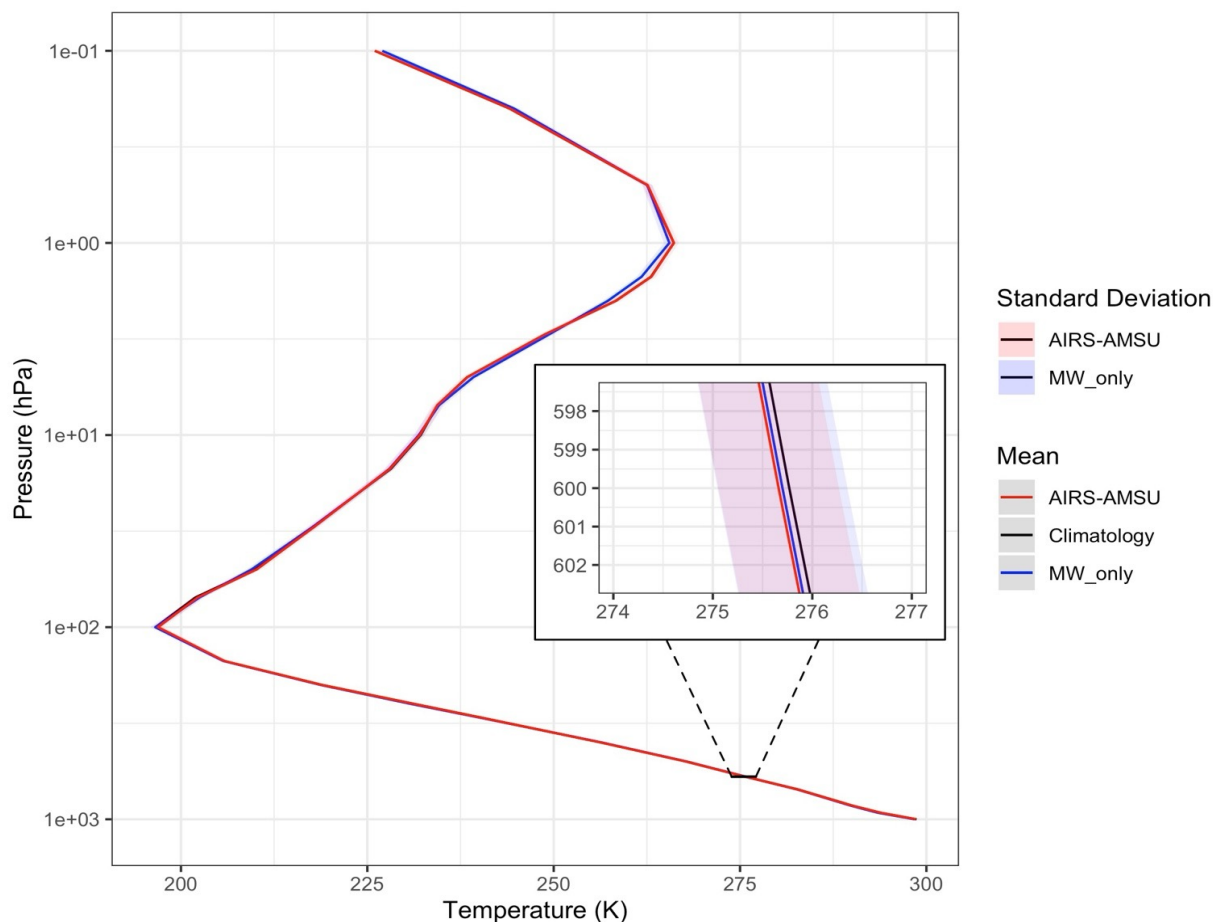 1e-01
1e+00
1e+01
1e+02
1e+03
Pressure (hPa)
200
225
250
275
300
Temperature (K)
598
599
600
601
602
274
275
276
277
Standard Deviation
AIRS-AMSU
MW_only
Mean
AIRS-AMSU
Climatology
MW_only